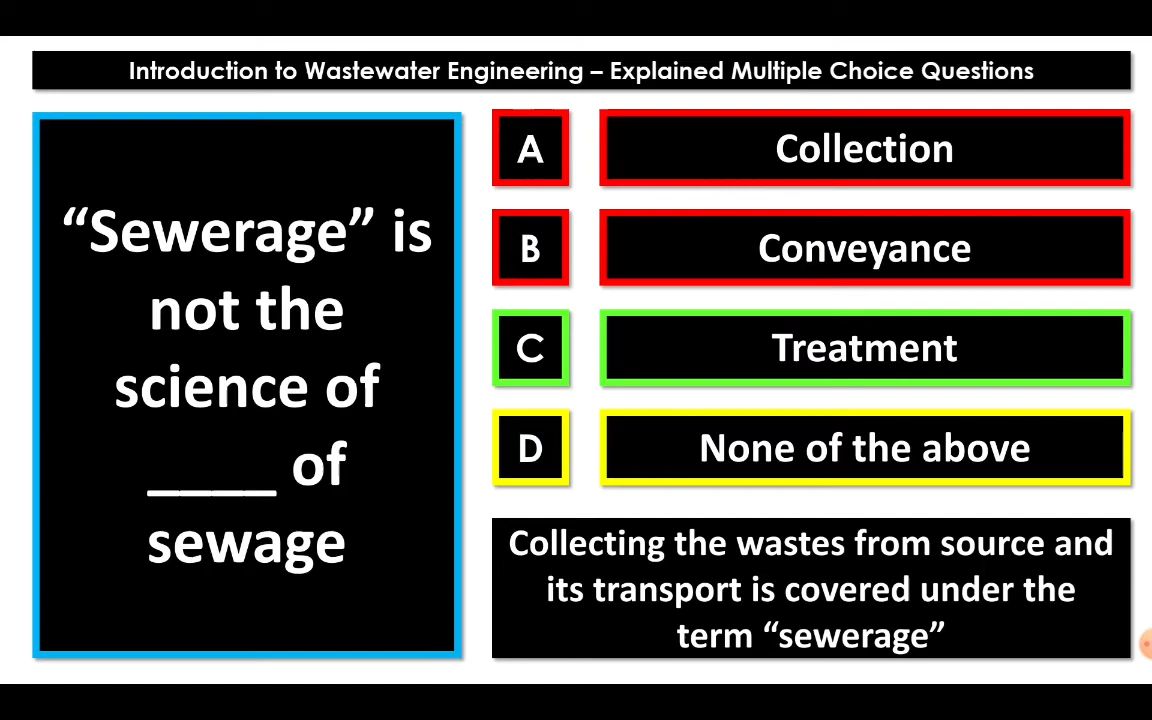 Introduction to Wastewater Engineering – Explained Multiple Choice Questions
“Sewerage” is
not the
science of
____ of
sewage
A
Collection
B
Conveyance
C
Treatment
D
None of the above
Collecting the wastes from source and
its transport is covered under the
term “sewerage”